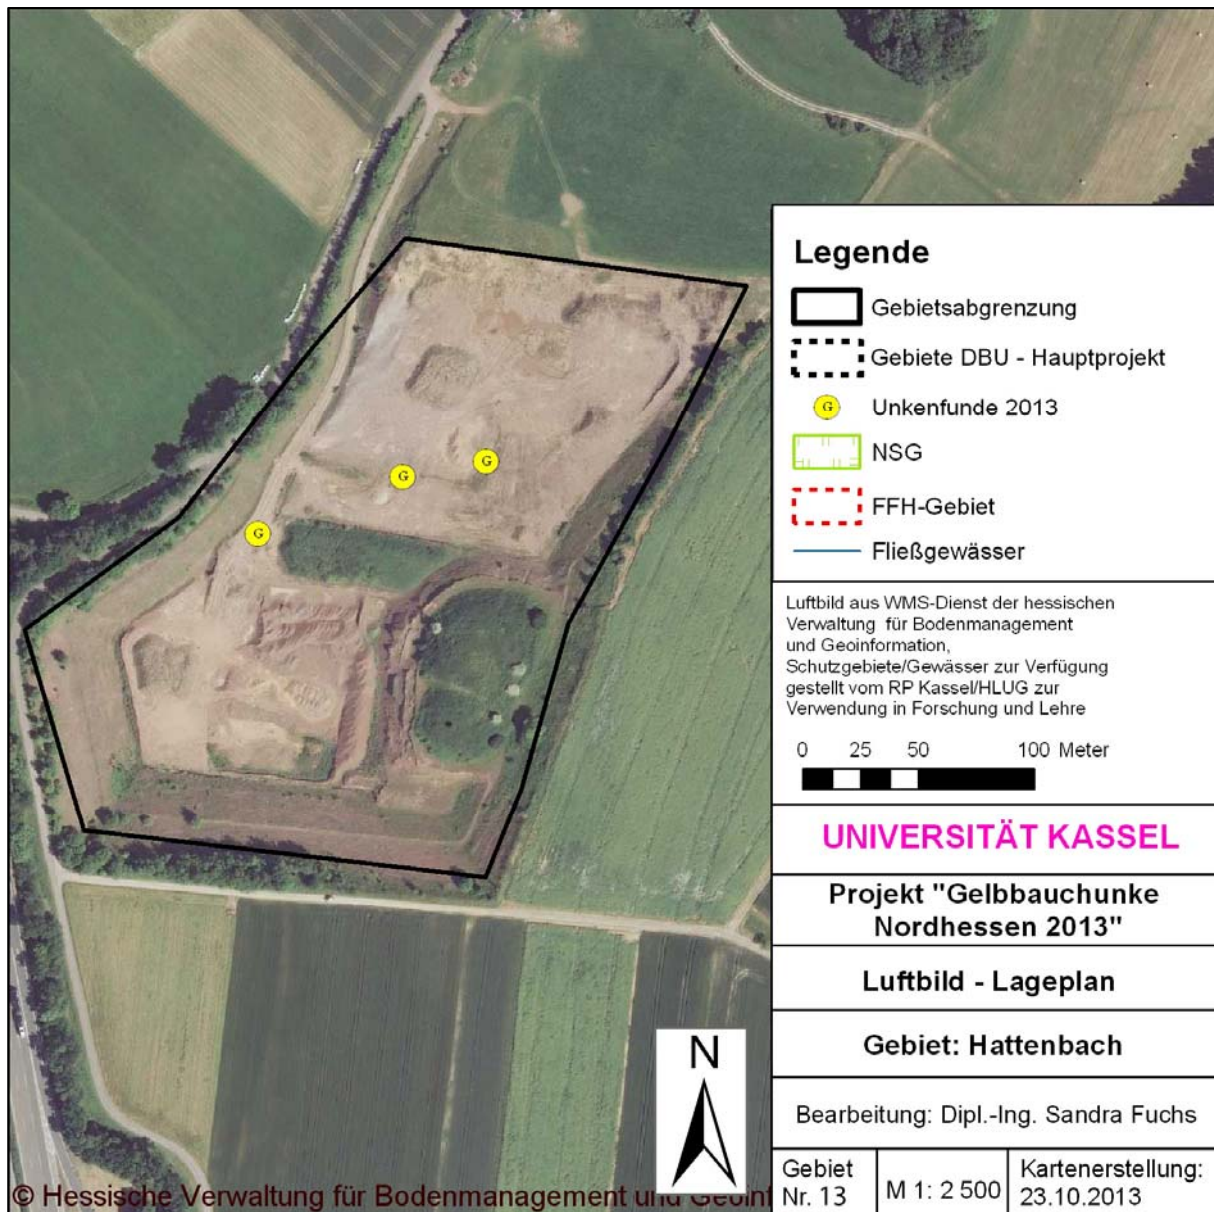 Legende
Gebietsabgrenzung
Gebiete DBU - Hauptprojekt
G Unkenfunde 2013
NSG
FFH-Gebiet
Fließgewässer
Luftbild aus WMS-Dienst der hessischen
Verwaltung für Bodenmanagement
und Geoinformation,
Schutzgebiete/Gewässer zur Verfügung
gestellt vom RP Kassel/HLUG zur
Verwendung in Forschung und Lehre
0 25 50 100 Meter
UNIVERSITÄT KASSEL
Projekt "Gelbbauchunke
Nordhessen 2013"
Luftbild - Lageplan
Gebiet: Hattenbach
Bearbeitung: Dipl.-Ing. Sandra Fuchs
Gebiet
Nr. 13
M 1: 2 500
Kartenerstellung:
23.10.2013
G
G
G
N
© Hessische Verwaltung für Bodenmanagement und Geoinf